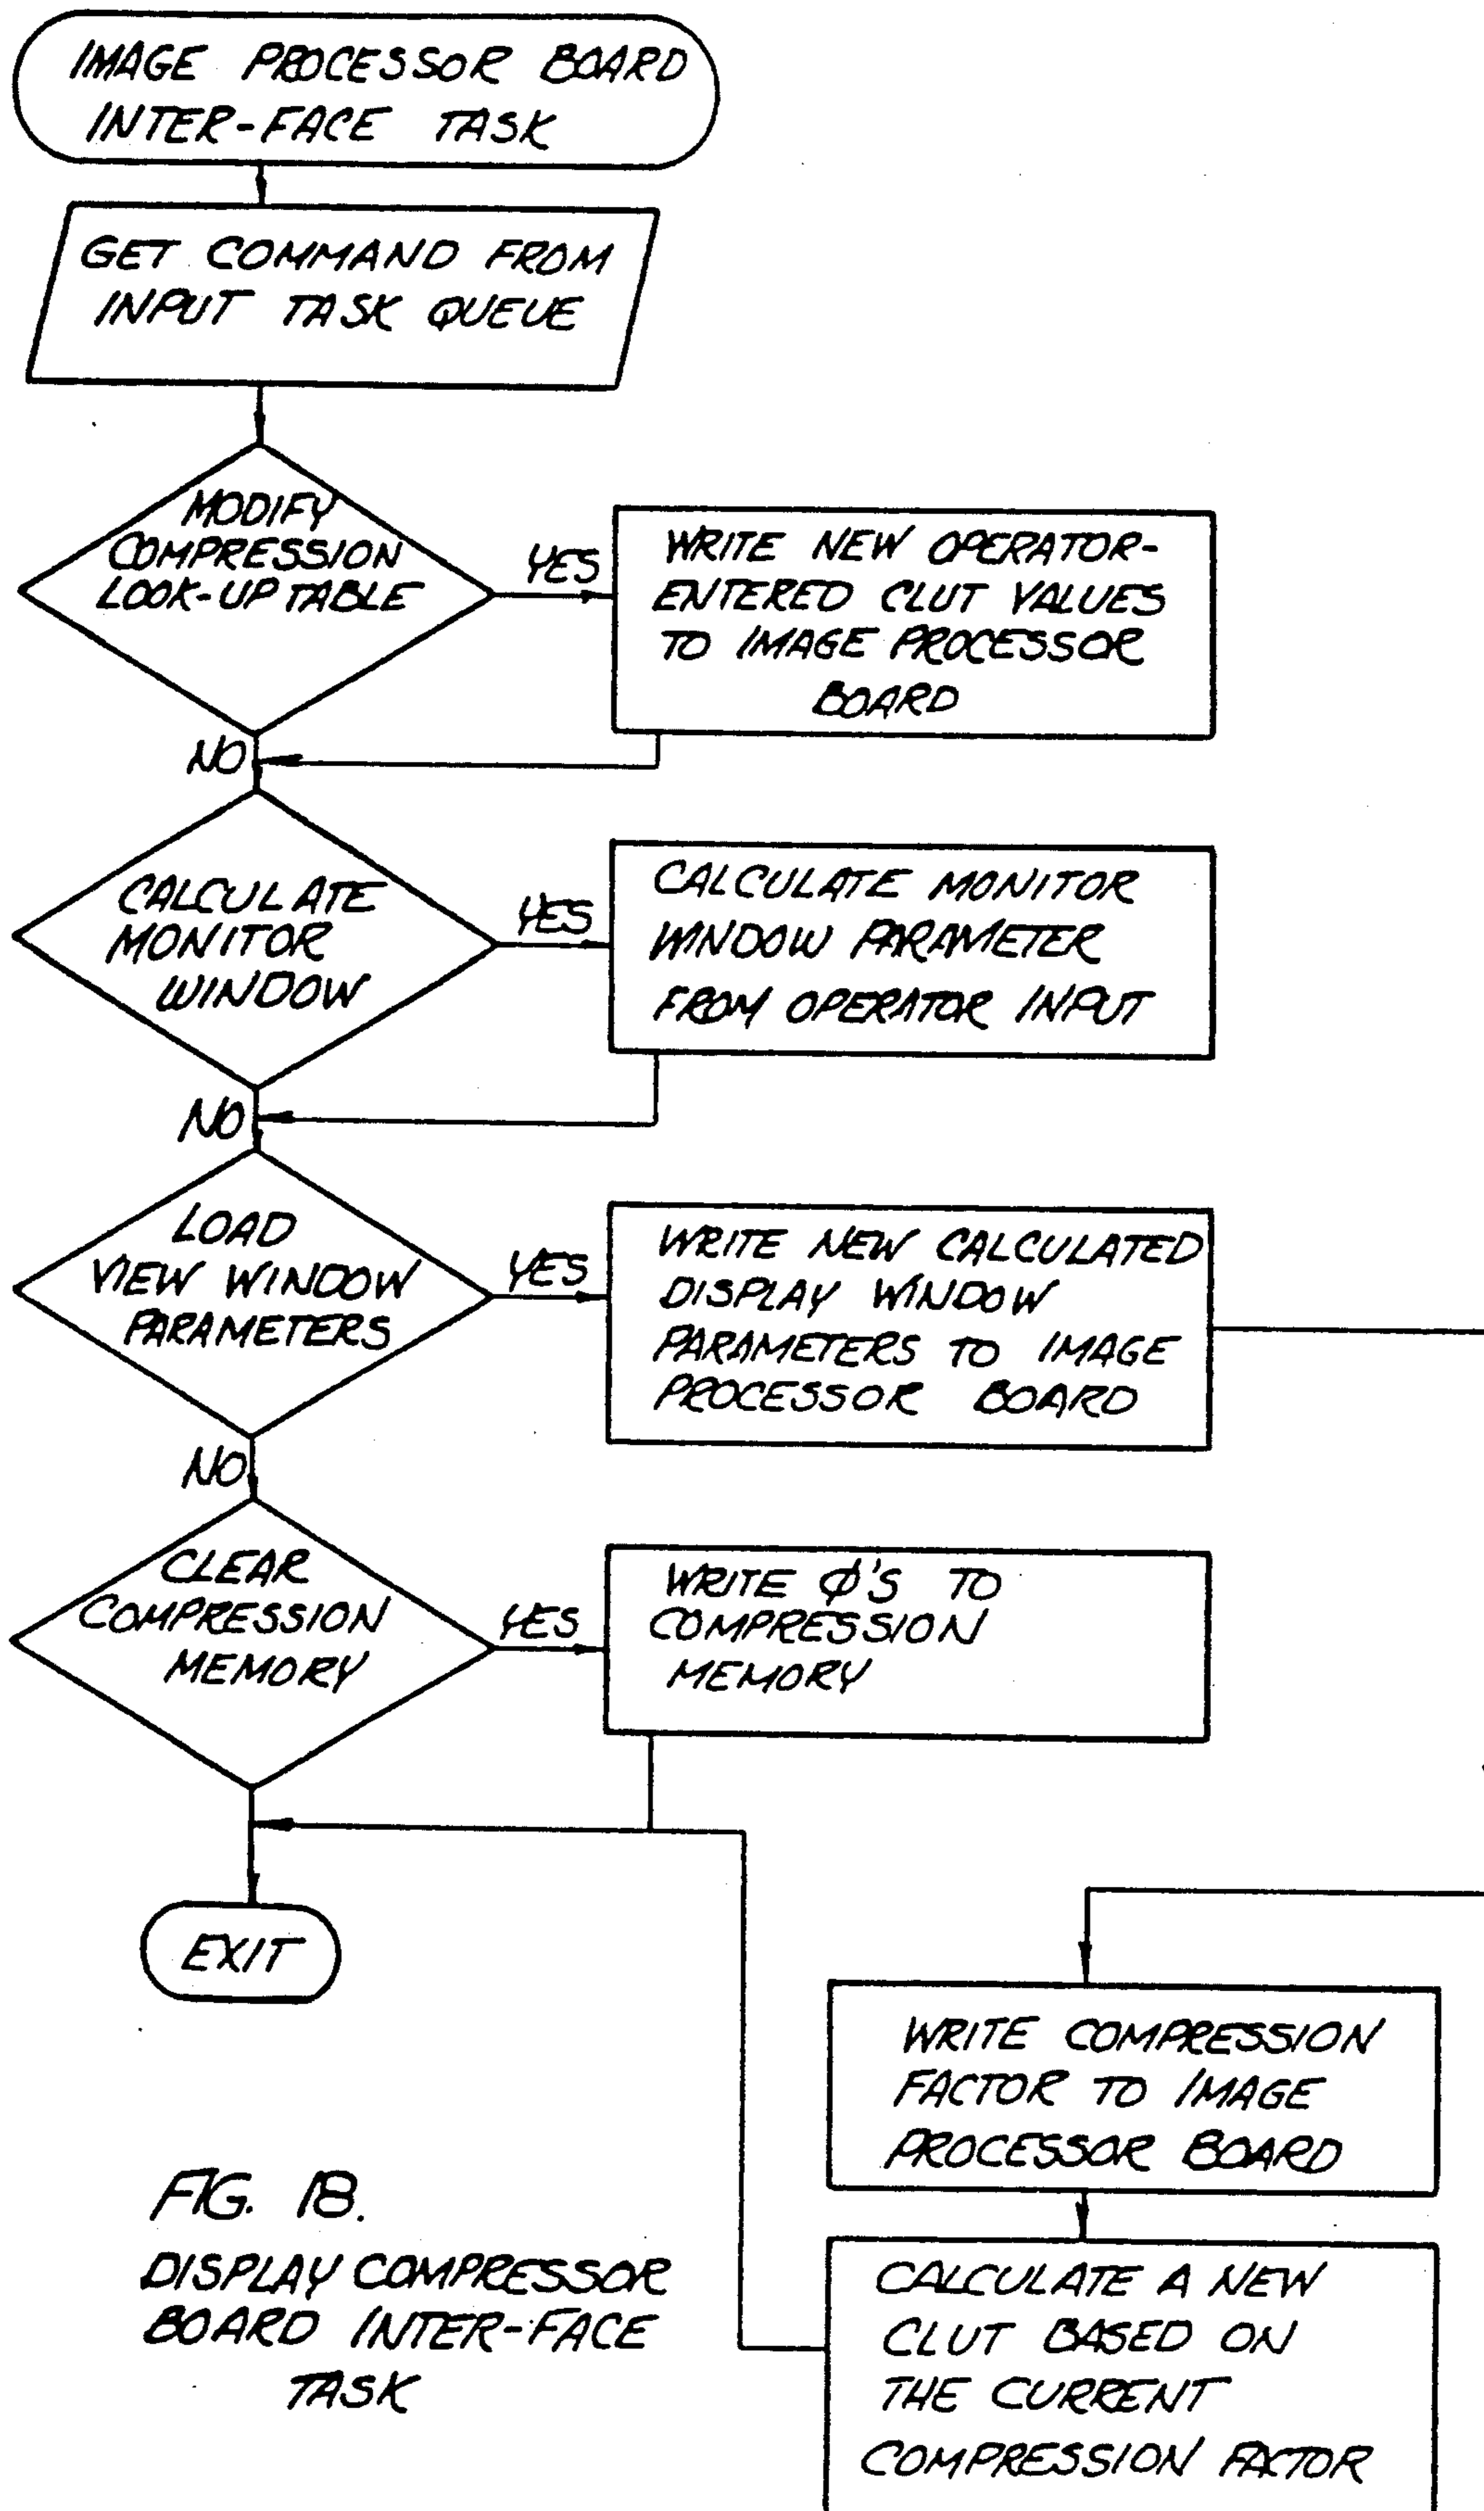 IMAGE PROCESSOR BOARD
INTER-FACE TASK
GET COMMAND FROM
INPUT TASK QUEUE
MODIFY
COMPRESSION
LOOK-UP TABLE
YES
WRITE NEW OPERATOR-
ENTERED CLUT VALUES
TO IMAGE PROCESSOR
BOARD
NO
CALCULATE
MONITOR
WINDOW
YES
CALCULATE MONITOR
WINDOW PARAMETER
FROM OPERATOR INPUT
NO
LOAD
VIEW WINDOW
PARAMETERS
YES
WRITE NEW CALCULATED
DISPLAY WINDOW
PARAMETERS TO IMAGE
PROCESSOR BOARD
NO
CLEAR
COMPRESSION
MEMORY
YES
WRITE Ø'S TO
COMPRESSION
MEMORY
EXIT
WRITE COMPRESSION
FACTOR TO IMAGE
PROCESSOR BOARD
CALCULATE A NEW
CLUT BASED ON
THE CURRENT
COMPRESSION FACTOR
FIG. 18.
DISPLAY COMPRESSOR
BOARD INTER-FACE
TASK